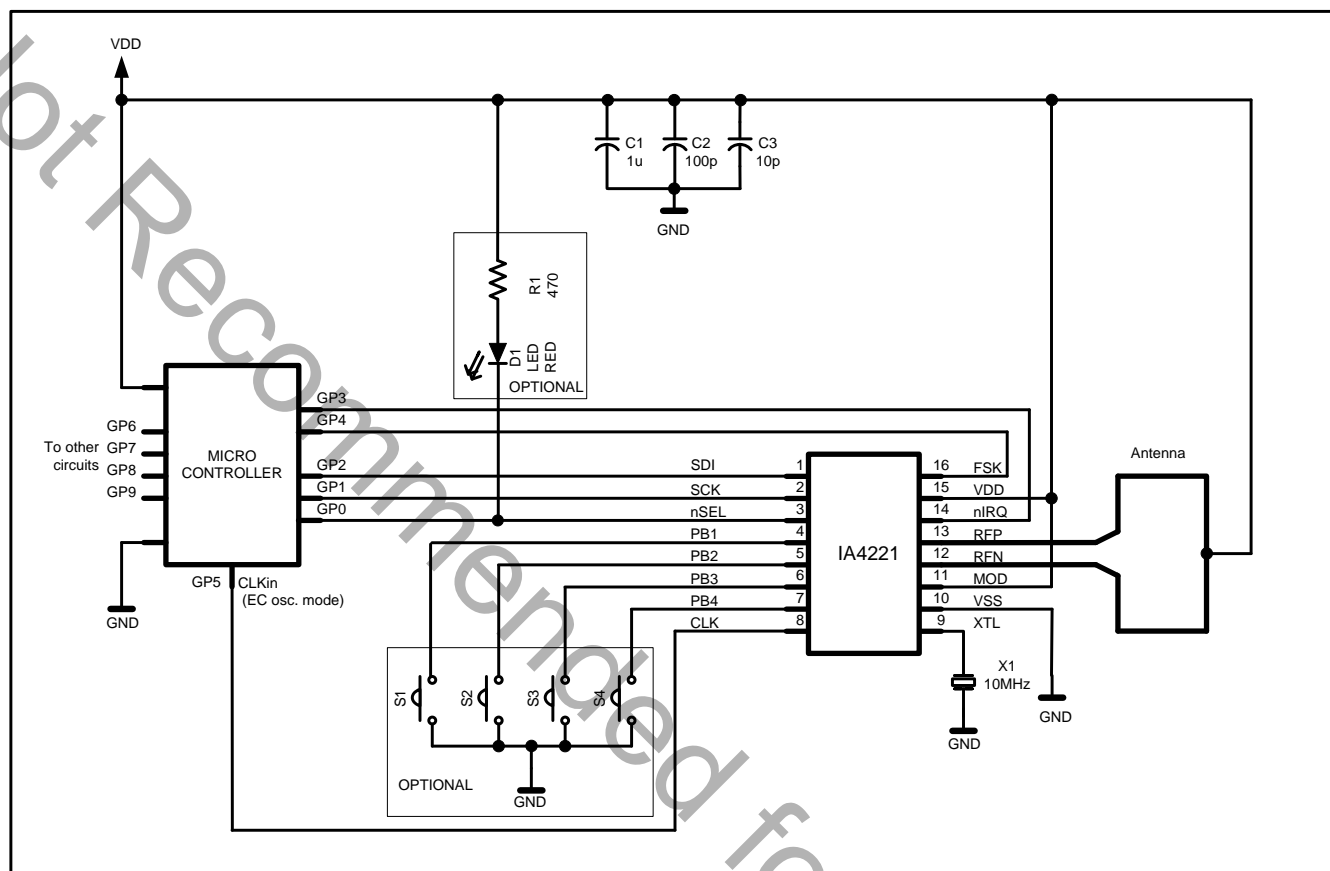 VDD
C1
1u
C2
100p
C3
10p
GND
R1
470
D1
LED
RED
OPTIONAL
GP3
GP4
GP6
GP7
GP8
GP9
To other
circuits
MICRO
CONTROLLER
GP2
GP1
GP0
GP5
CLKin
(EC osc. mode)
GND
SDI
SCK
nSEL
PB1
PB2
PB3
PB4
CLK
1
2
3
4
5
6
7
8
IA4221
16
15
14
13
12
11
10
9
FSK
VDD
nIRQ
RFP
RFN
MOD
VSS
XTL
Antenna
X1
10MHz
GND
GND
S1
S2
S3
S4
OPTIONAL
GND
Not Recommended fo